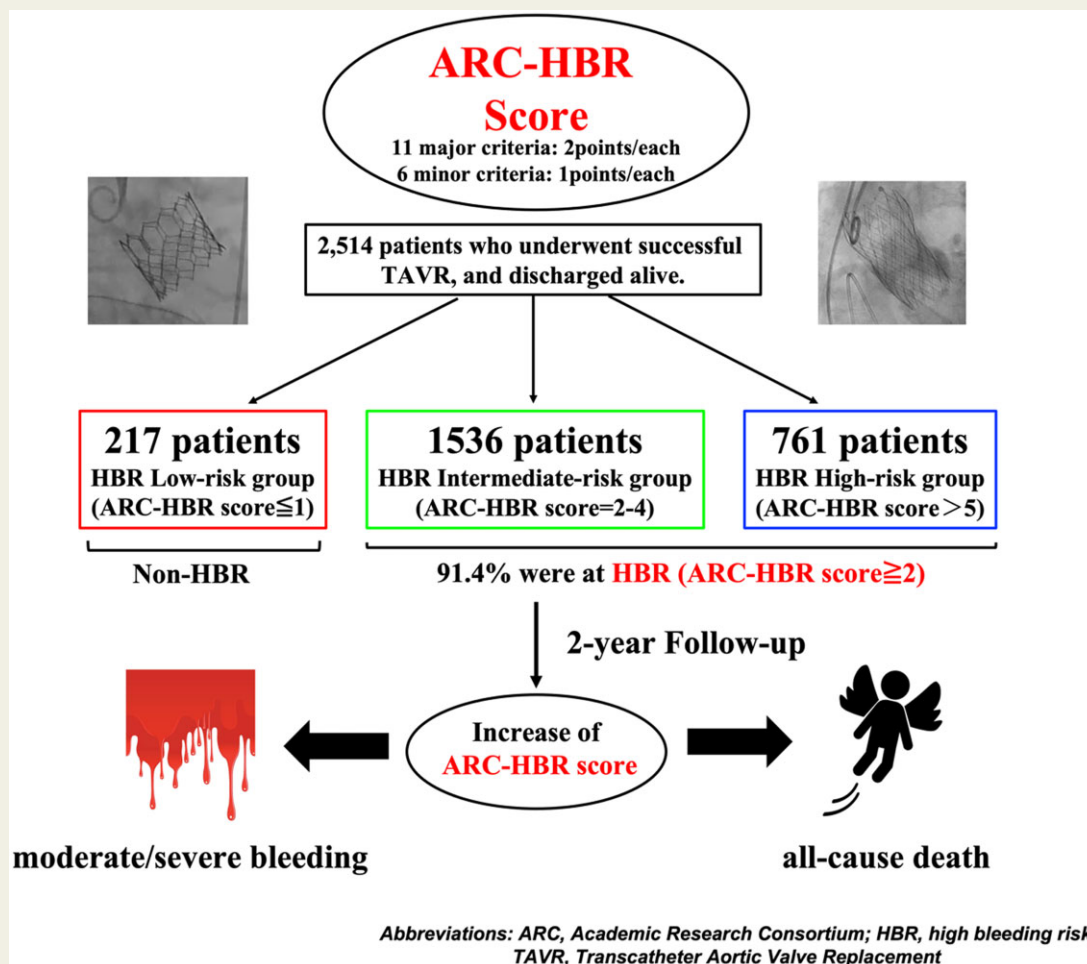 ARC-HBR
Score
11 major criteria: 2points/each
6 minor criteria: 1points/each
2,514 patients who underwent successful
TAVR, and discharged alive.
217 patients
HBR Low-risk group
(ARC-HBR score≦1)
1536 patients
HBR Intermediate-risk group
(ARC-HBR score=2-4)
761 patients
HBR High-risk group
(ARC-HBR score＞5)
Non-HBR
91.4% were at HBR (ARC-HBR score≧2)
2-year Follow-up
Increase of
ARC-HBR score
moderate/severe bleeding
all-cause death
Abbreviations: ARC, Academic Research Consortium; HBR, high bleeding risk
TAVR, Transcatheter Aortic Valve Replacement